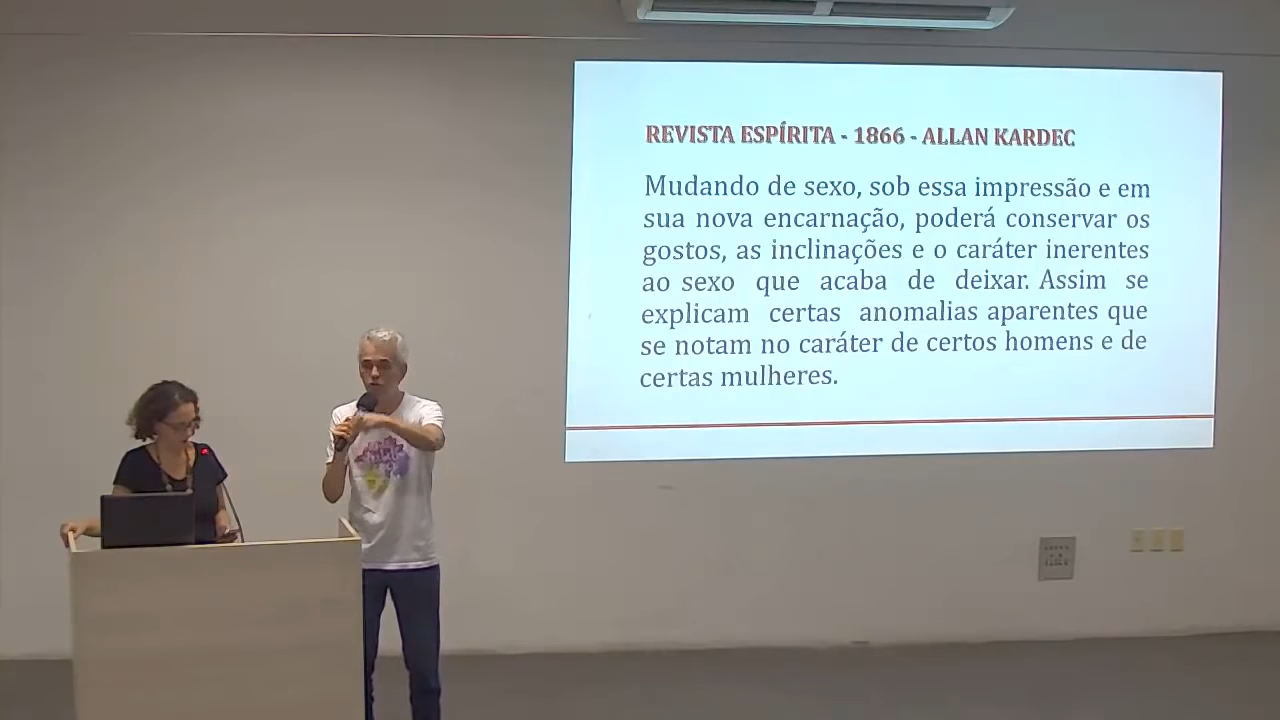 REVISTA ESPÍRITA - 1866 - ALLAN KARDEC
Mudando de sexo, sob essa impressão e em
sua nova encarnação, poderá conservar os
gostos, as inclinações e o caráter inerentes
ao sexo que acaba de deixar. Assim se
explicam certas anomalias aparentes que
se notam no caráter de certos homens e de
certas mulheres.